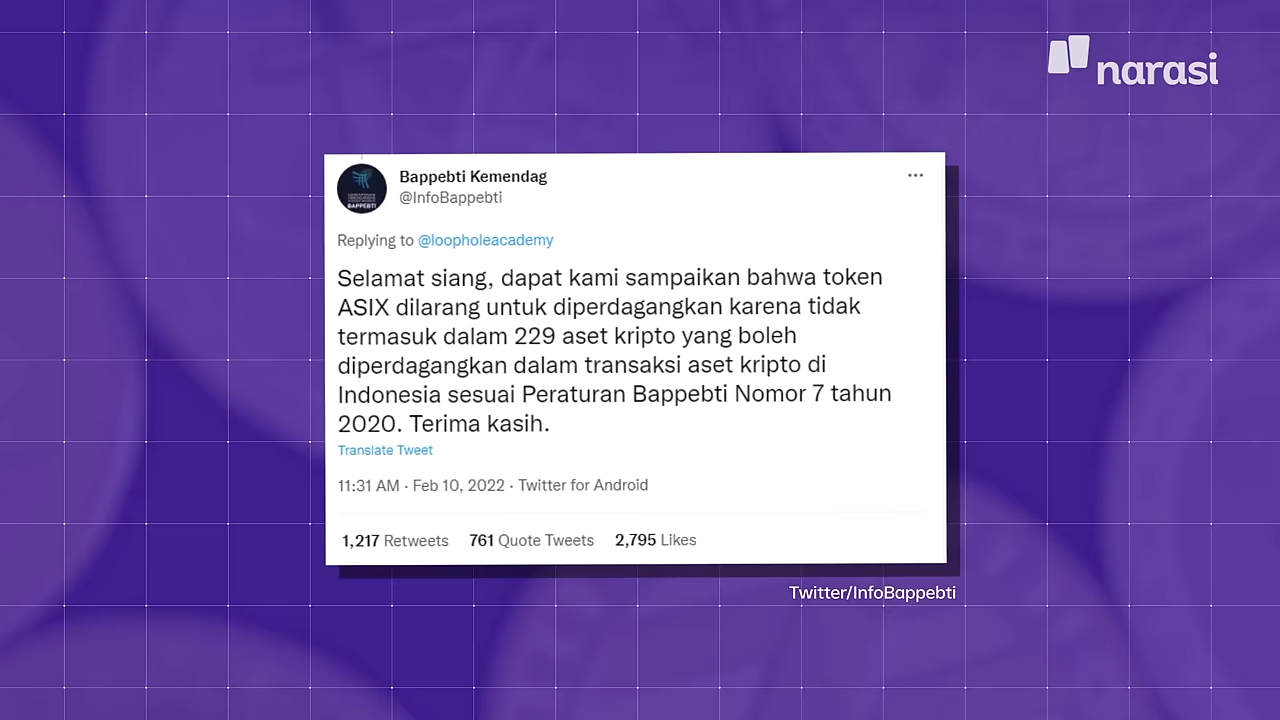 narasi
Bappebti Kemendag
@InfoBappebti
Replying to @loopholeacademy
Selamat siang, dapat kami sampaikan bahwa token
ASIX dilarang untuk diperdagangkan karena tidak
termasuk dalam 229 aset kripto yang boleh
diperdagangkan dalam transaksi aset kripto di
Indonesia sesuai Peraturan Bappebti Nomor 7 tahun
2020. Terima kasih.
Translate Tweet
11:31 AM · Feb 10, 2022 · Twitter for Android
1,217 Retweets 761 Quote Tweets 2,795 Likes
Twitter/InfoBappebti